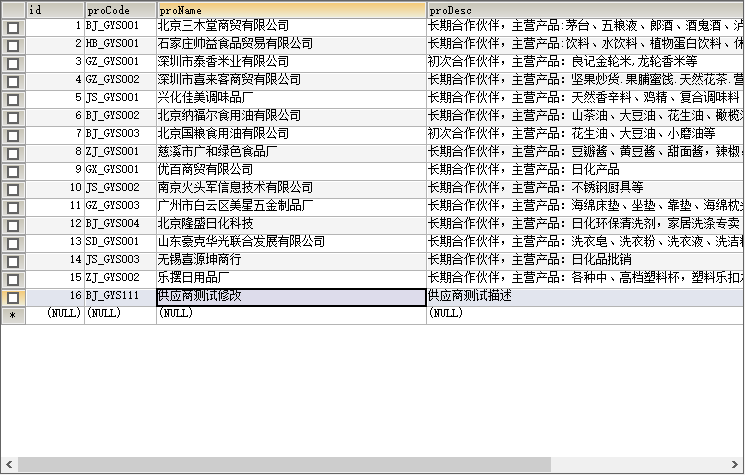 id proCode proName proDesc
1 BJ_GYS001 北京三木堂商贸有限公司 长期合作伙伴，主营产品:茅台、五粮液、郎酒、酒鬼酒、泸
2 HB_GYS001 石家庄帅益食品贸易有限公司 长期合作伙伴，主营产品:饮料、水饮料、植物蛋白饮料、休
3 GZ_GYS001 深圳市泰香米业有限公司 初次合作伙伴，主营产品：良记金轮米,龙轮香米等
4 GZ_GYS002 深圳市喜来客商贸有限公司 长期合作伙伴，主营产品：坚果炒货.果脯蜜饯.天然花茶.营
5 JS_GYS001 兴化佳美调味品厂 长期合作伙伴，主营产品：天然香辛料、鸡精、复合调味料
6 BJ_GYS002 北京纳福尔食用油有限公司 长期合作伙伴，主营产品：山茶油、大豆油、花生油、橄榄油
7 BJ_GYS003 北京国粮食用油有限公司 初次合作伙伴，主营产品：花生油、大豆油、小磨油等
8 ZJ_GYS001 慈溪市广和绿色食品厂 长期合作伙伴，主营产品：豆瓣酱、黄豆酱、甜面酱，辣椒，
9 GX_GYS001 优百商贸有限公司 长期合作伙伴，主营产品：日化产品
10 JS_GYS002 南京火头军信息技术有限公司 长期合作伙伴，主营产品：不锈钢厨具等
11 GZ_GYS003 广州市白云区美星五金制品厂 长期合作伙伴，主营产品：海绵床垫、坐垫、靠垫、海绵枕头
12 BJ_GYS004 北京隆盛日化科技 长期合作伙伴，主营产品：日化环保清洗剂，家居洗涤专卖
13 SD_GYS001 山东豪克华光联合发展有限公司 长期合作伙伴，主营产品：洗衣皂、洗衣粉、洗衣液、洗洁精
14 JS_GYS003 无锡喜源坤商行 长期合作伙伴，主营产品：日化品批销
15 ZJ_GYS002 乐摆日用品厂 长期合作伙伴，主营产品：各种中、高档塑料杯，塑料乐扣水
16 BJ_GYS111 供应商测试修改 供应商测试描述
* (NULL) (NULL) (NULL) (NULL)